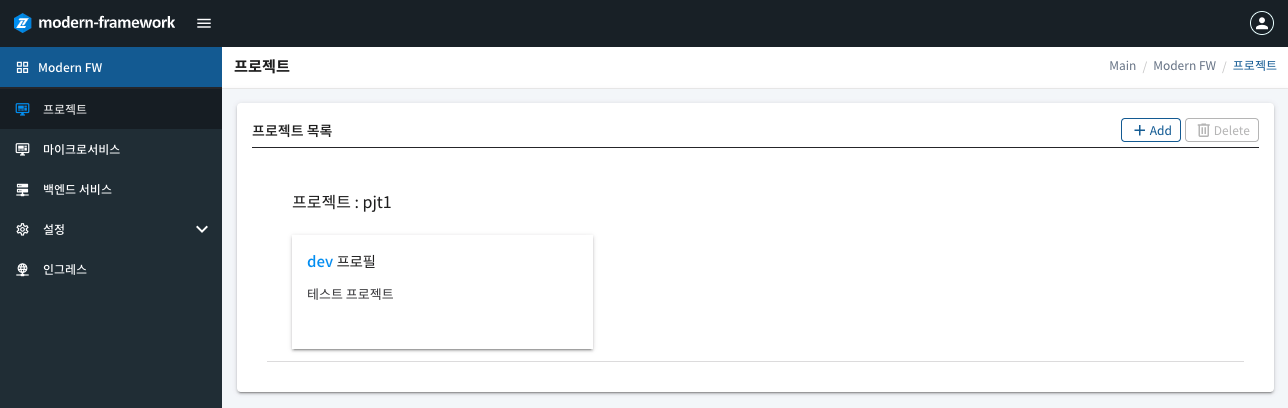 modern-framework
Modern FW
프로젝트
마이크로서비스
백엔드 서비스
설정
인그레스
프로젝트
Main / Modern FW / 프로젝트
프로젝트 목록
+ Add
Delete
프로젝트 : pjt1
dev 프로필
테스트 프로젝트